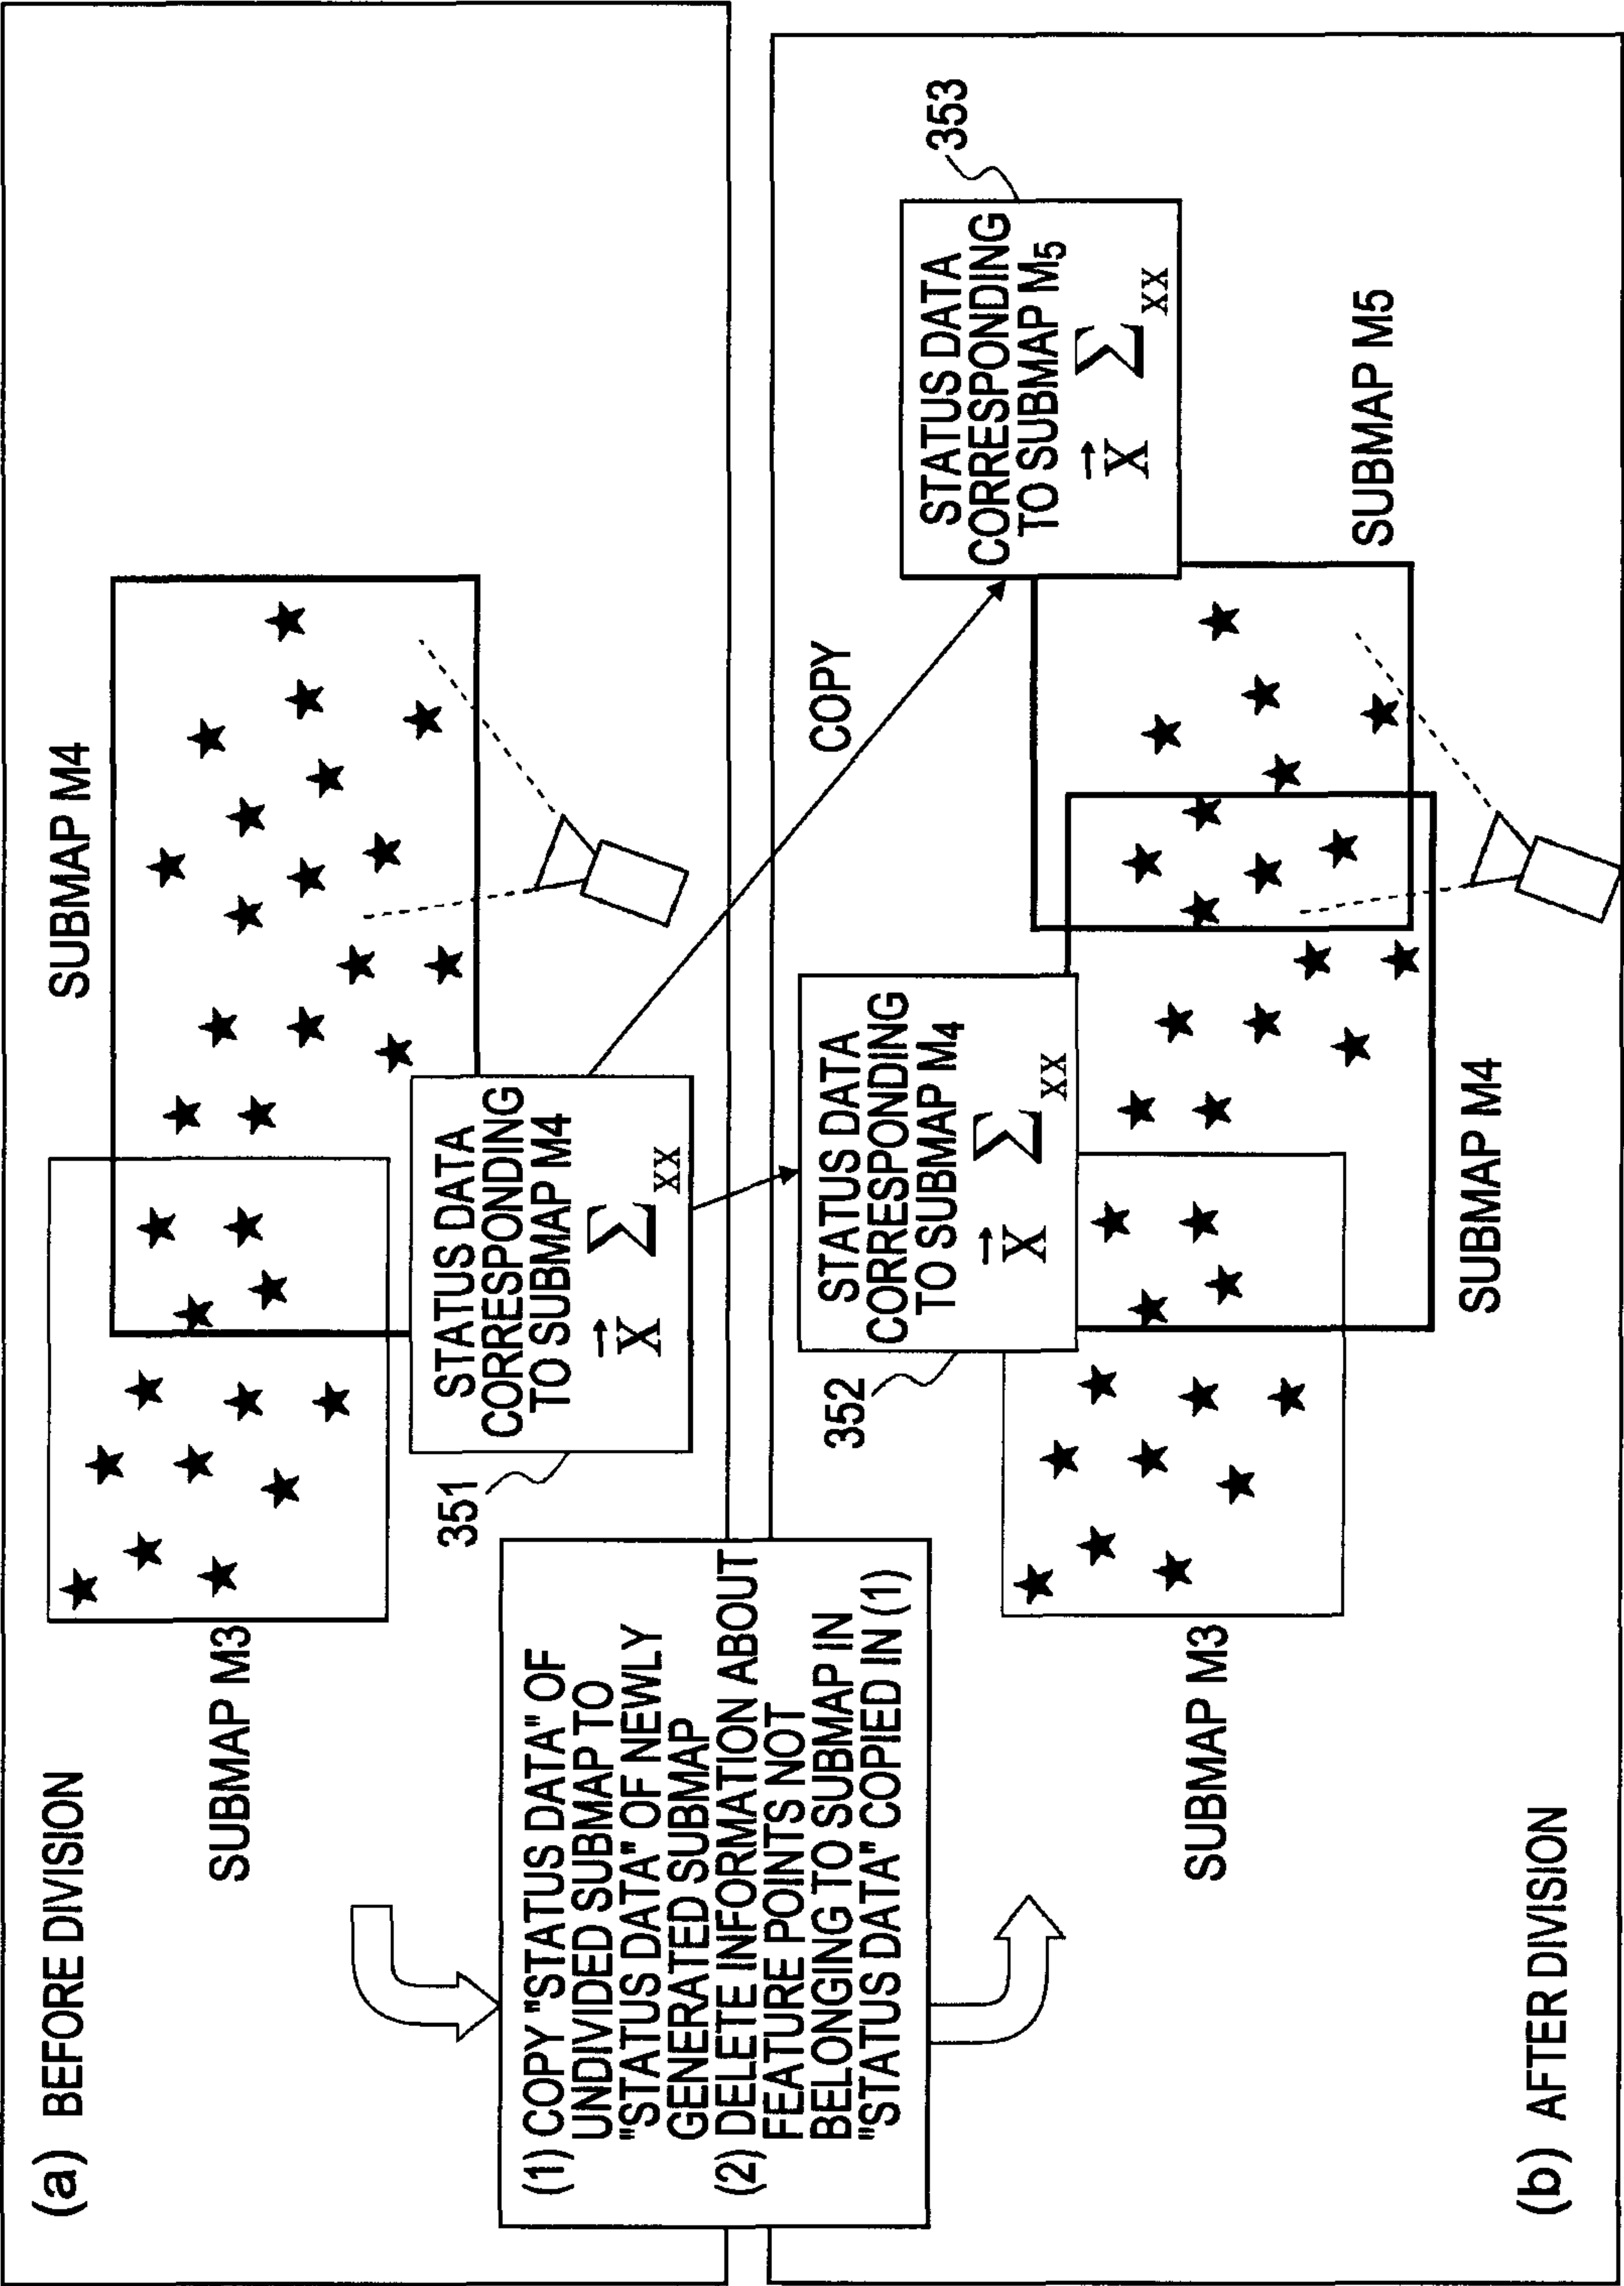 (a) BEFORE DIVISION
SUBMAP M3
SUBMAP M4
351
STATUS DATA
CORRESPONDING
TO SUBMAP M4
X⃗ Σxx
COPY
(1) COPY "STATUS DATA" OF
UNDIVIDED SUBMAP TO
"STATUS DATA" OF NEWLY
GENERATED SUBMAP
(2) DELETE INFORMATION ABOUT
FEATURE POINTS NOT
BELONGING TO SUBMAP IN
"STATUS DATA" COPIED IN (1)
352
STATUS DATA
CORRESPONDING
TO SUBMAP M4
X⃗ Σxx
353
STATUS DATA
CORRESPONDING
TO SUBMAP M5
X⃗ Σxx
SUBMAP M3
SUBMAP M4
SUBMAP M5
(b) AFTER DIVISION